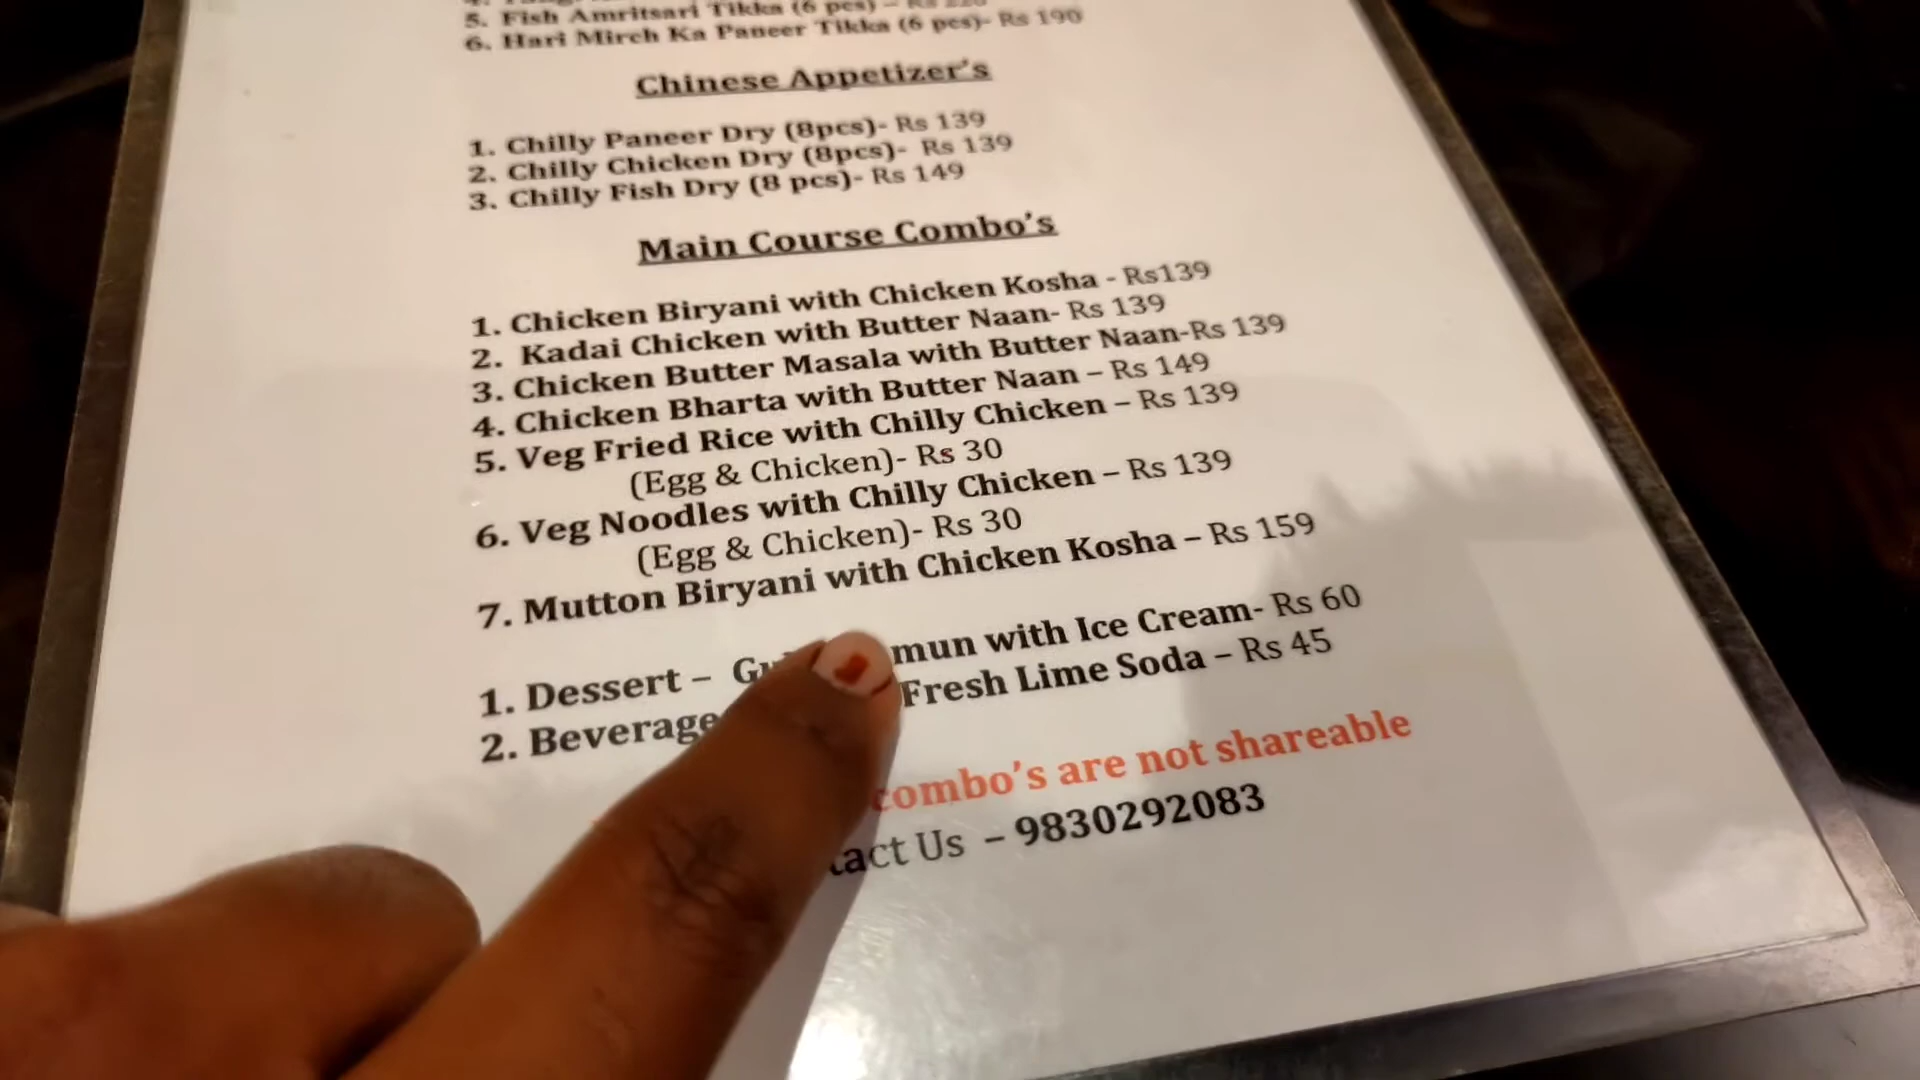 5. Fish Amritsari Tikka (6 pcs) – Rs 220
6. Hari Mirch Ka Paneer Tikka (6 pcs)- Rs 190
Chinese Appetizer's
1. Chilly Paneer Dry (8pcs)- Rs 139
2. Chilly Chicken Dry (8pcs)- Rs 139
3. Chilly Fish Dry (8 pcs)- Rs 149
Main Course Combo's
1. Chicken Biryani with Chicken Kosha - Rs139
2. Kadai Chicken with Butter Naan- Rs 139
3. Chicken Butter Masala with Butter Naan-Rs 139
4. Chicken Bharta with Butter Naan – Rs 149
5. Veg Fried Rice with Chilly Chicken – Rs 139
(Egg & Chicken)- Rs 30
6. Veg Noodles with Chilly Chicken – Rs 139
(Egg & Chicken)- Rs 30
7. Mutton Biryani with Chicken Kosha – Rs 159
1. Dessert – mun with Ice Cream- Rs 60
2. Beverage Fresh Lime Soda – Rs 45
combo's are not shareable
tact Us – 9830292083